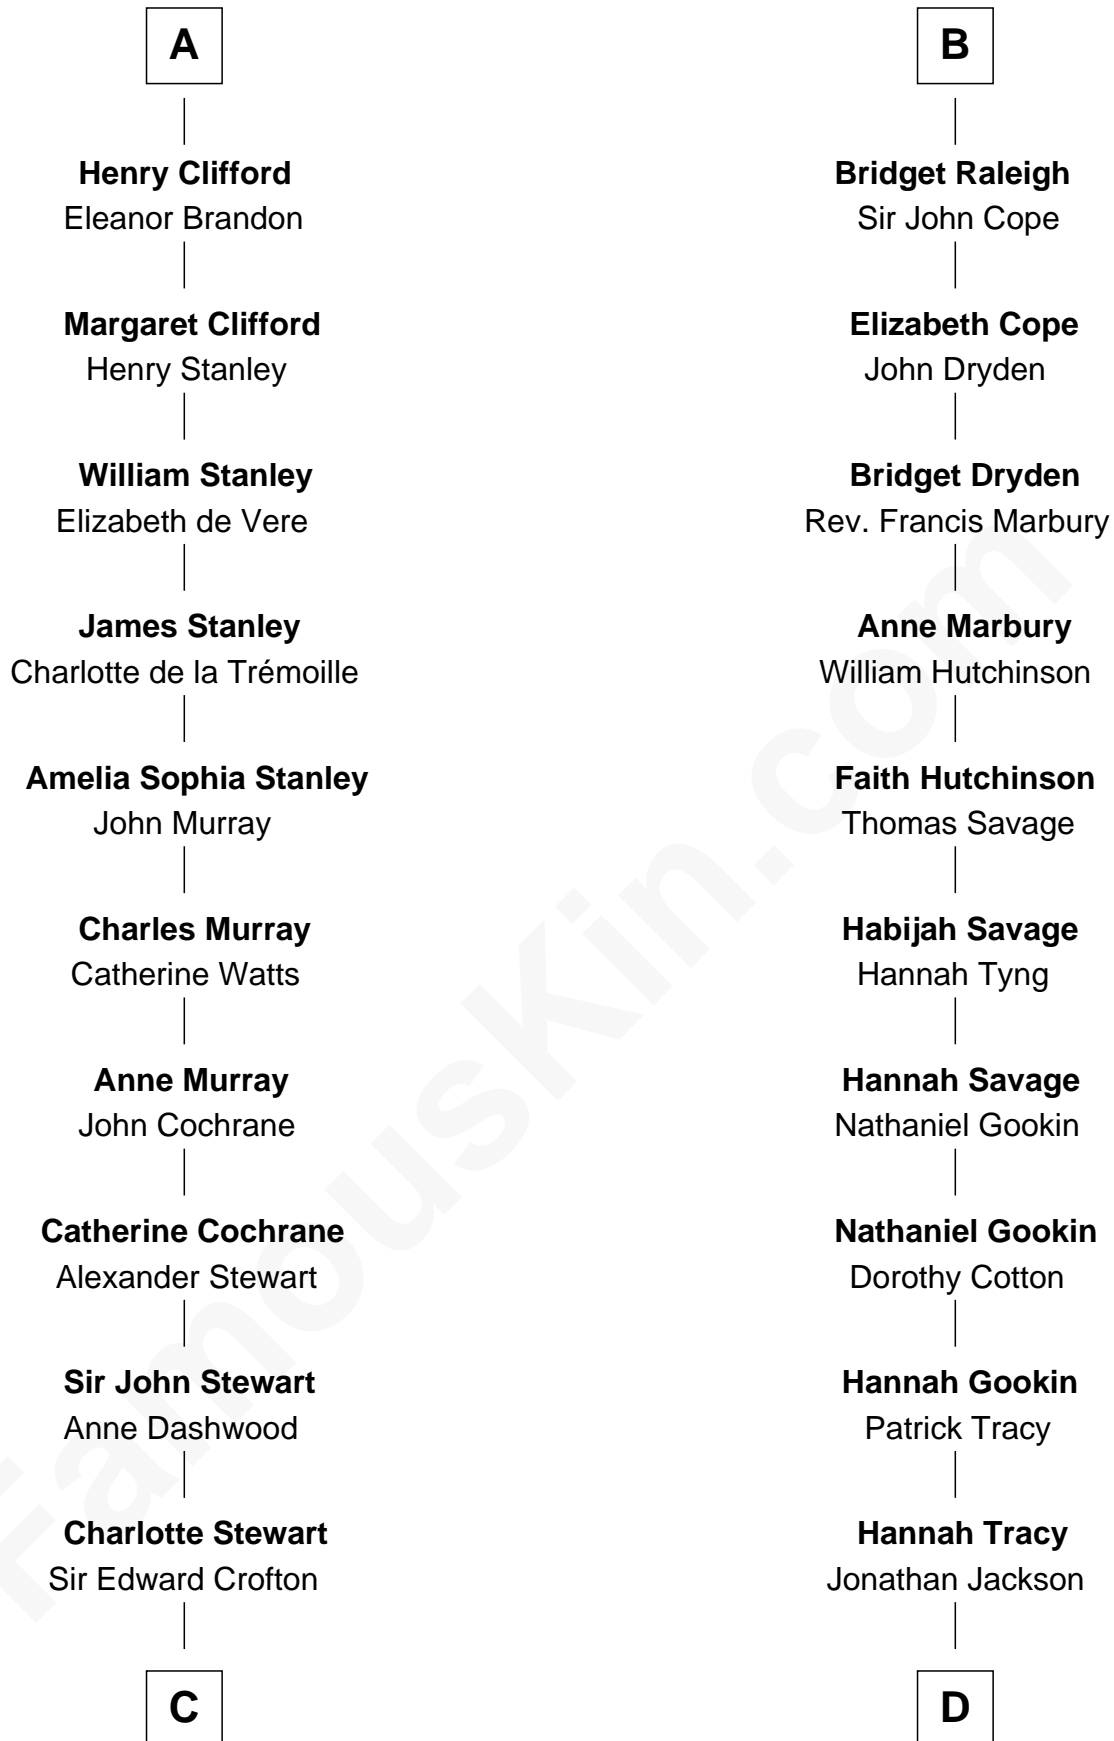 A
Henry Clifford
Eleanor Brandon
Margaret Clifford
Henry Stanley
William Stanley
Elizabeth de Vere
James Stanley
Charlotte de la Trémoille
Amelia Sophia Stanley
John Murray
Charles Murray
Catherine Watts
Anne Murray
John Cochrane
Catherine Cochrane
Alexander Stewart
Sir John Stewart
Anne Dashwood
Charlotte Stewart
Sir Edward Crofton
C
B
Bridget Raleigh
Sir John Cope
Elizabeth Cope
John Dryden
Bridget Dryden
Rev. Francis Marbury
Anne Marbury
William Hutchinson
Faith Hutchinson
Thomas Savage
Habijah Savage
Hannah Tyng
Hannah Savage
Nathaniel Gookin
Nathaniel Gookin
Dorothy Cotton
Hannah Gookin
Patrick Tracy
Hannah Tracy
Jonathan Jackson
D
FamousKin.com